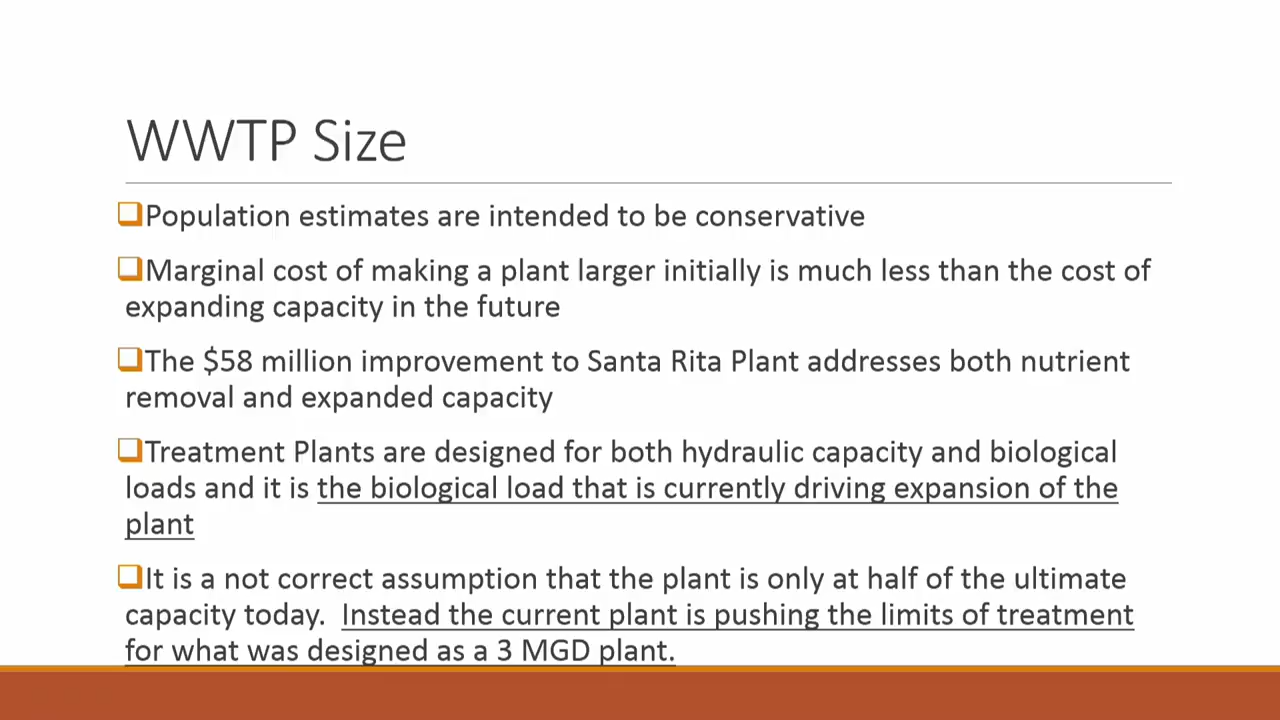 WWTP Size
Population estimates are intended to be conservative
Marginal cost of making a plant larger initially is much less than the cost of
expanding capacity in the future
The $58 million improvement to Santa Rita Plant addresses both nutrient
removal and expanded capacity
Treatment Plants are designed for both hydraulic capacity and biological
loads and it is the biological load that is currently driving expansion of the
plant
It is a not correct assumption that the plant is only at half of the ultimate
capacity today.  Instead the current plant is pushing the limits of treatment
for what was designed as a 3 MGD plant.